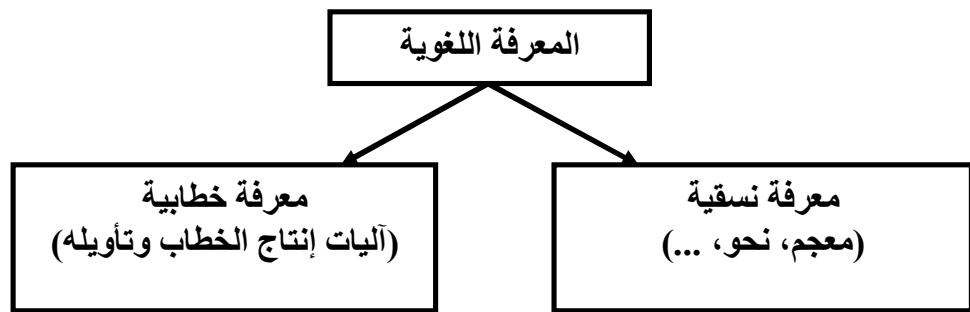 المعرفة اللغوية
معرفة نسقية
(معجم، نحو، ...)
معرفة خطابية
(آليات إنتاج الخطاب وتأويله)